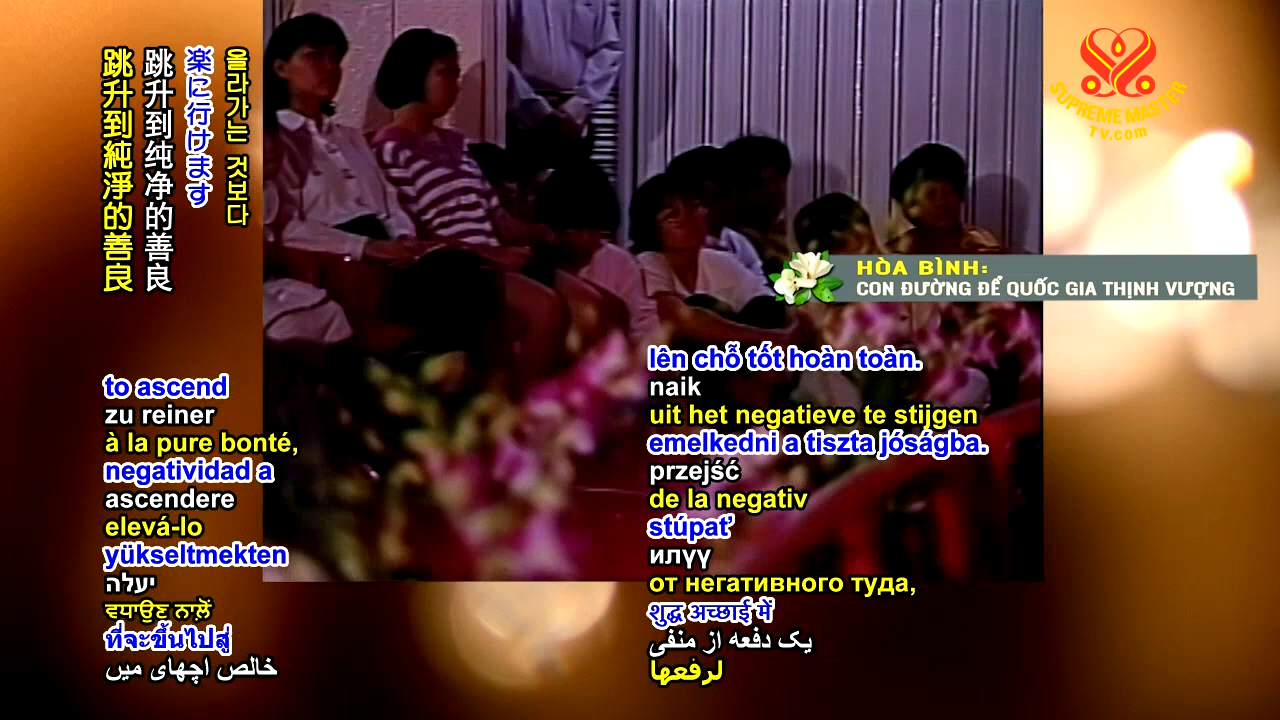 올라가는 것보다
楽に行けます
跳升到纯净的善良
跳升到純淨的善良
SUPREME MASTER
TV.com
HÒA BÌNH:
CON ĐƯỜNG ĐỂ QUỐC GIA THỊNH VƯỢNG
to ascend
zu reiner
à la pure bonté,
negatividad a
ascendere
elevá-lo
yükseltmekten
יעלה
ਵਧਾਉਣ ਨਾਲੋਂ
ที่จะขึ้นไปสู่
خالص اچھای میں
lên chỗ tốt hoàn toàn.
naik
uit het negatieve te stijgen
emelkedni a tiszta jóságba.
przejść
de la negativ
stúpať
илүү
от негативного туда,
शुद्ध अच्छाई में
یک دفعه از منفی
لرفعها